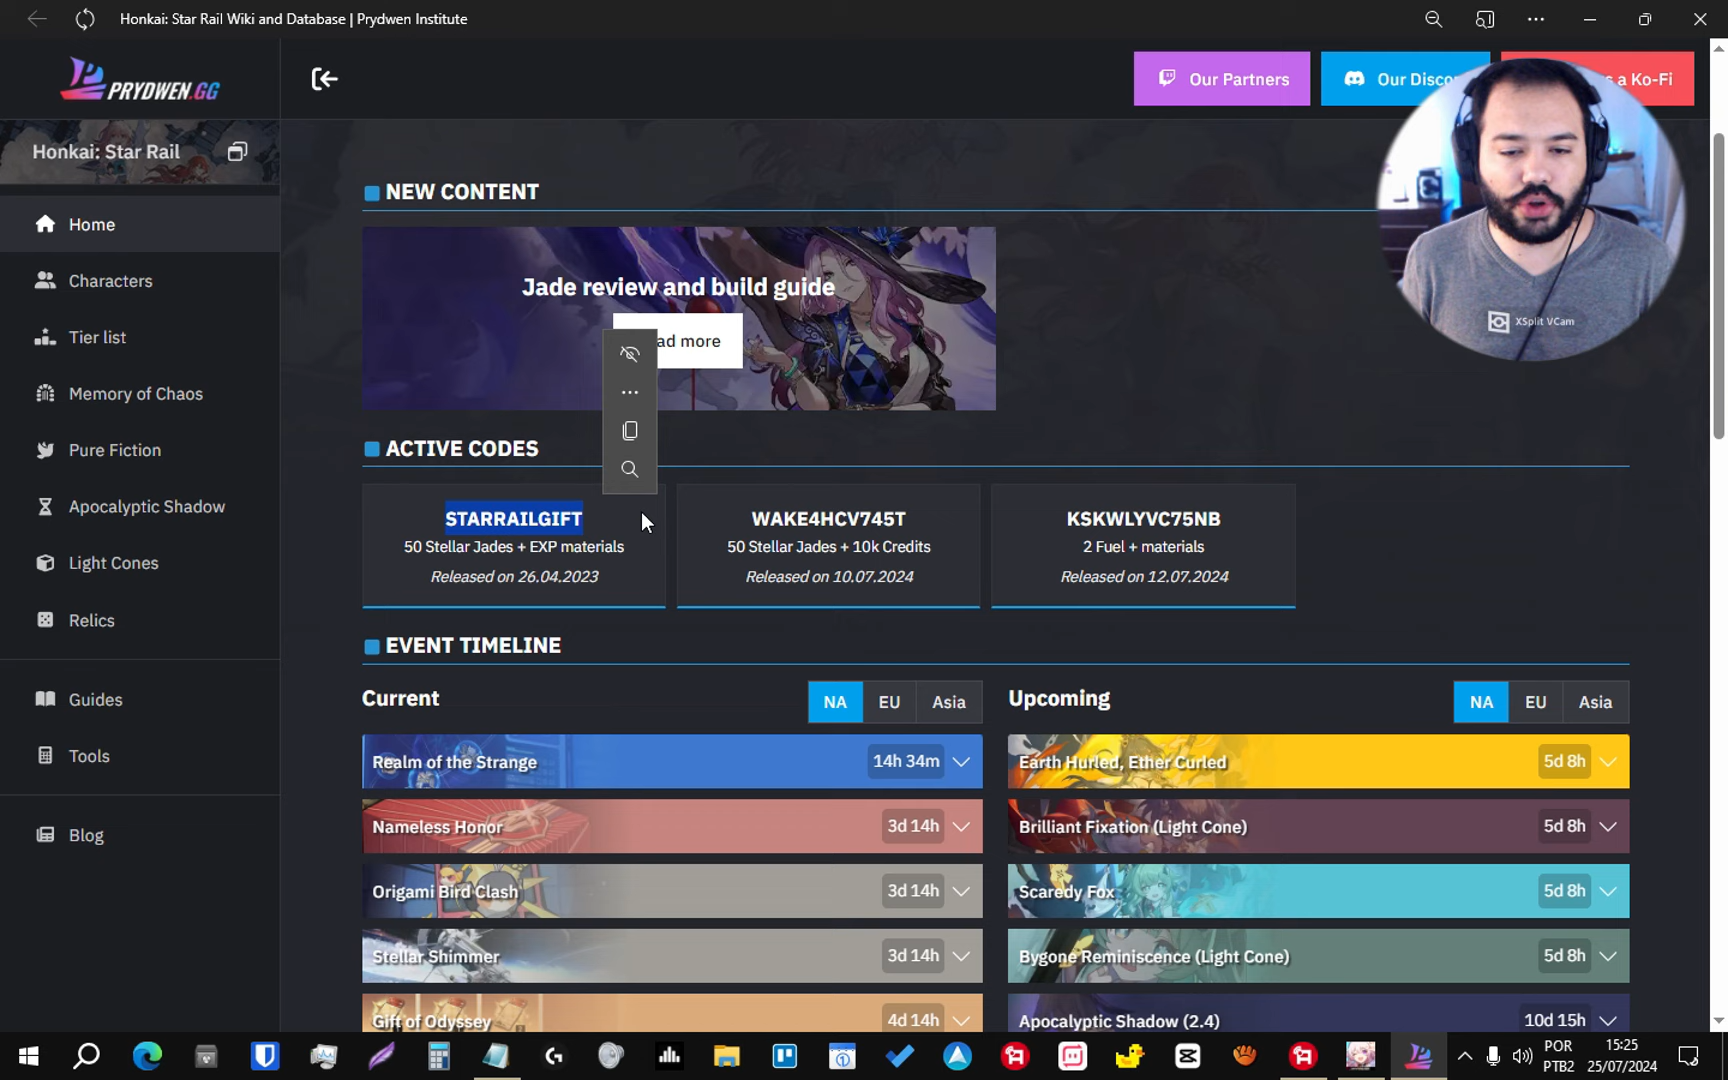 Honkai: Star Rail Wiki and Database | Prydwen Institute
PRYDWEN.GG
Our Partners
Our Disco
s a Ko-Fi
Honkai: Star Rail
Home
Characters
Tier list
Memory of Chaos
Pure Fiction
Apocalyptic Shadow
Light Cones
Relics
Guides
Tools
Blog
NEW CONTENT
Jade review and build guide
ad more
XSplit VCam
ACTIVE CODES
STARRAILGIFT
50 Stellar Jades + EXP materials
Released on 26.04.2023
WAKE4HCV745T
50 Stellar Jades + 10k Credits
Released on 10.07.2024
KSKWLYVC75NB
2 Fuel + materials
Released on 12.07.2024
EVENT TIMELINE
Current
NA EU Asia
Realm of the Strange 14h 34m
Nameless Honor 3d 14h
Origami Bird Clash 3d 14h
Stellar Shimmer 3d 14h
Gift of Odyssey 4d 14h
Upcoming
NA EU Asia
Earth Hurled, Ether Curled 5d 8h
Brilliant Fixation (Light Cone) 5d 8h
Scaredy Fox 5d 8h
Bygone Reminiscence (Light Cone) 5d 8h
Apocalyptic Shadow (2.4) 10d 15h
POR
PTB2
15:25
25/07/2024